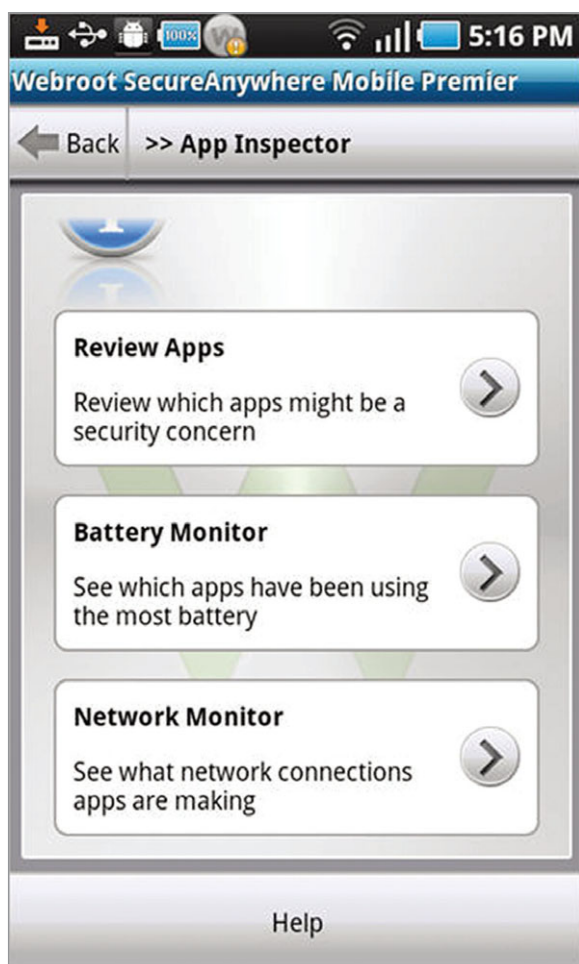 100%
5:16 PM
Webroot SecureAnywhere Mobile Premier
Back >> App Inspector
Review Apps
Review which apps might be a
security concern
Battery Monitor
See which apps have been using
the most battery
Network Monitor
See what network connections
apps are making
Help